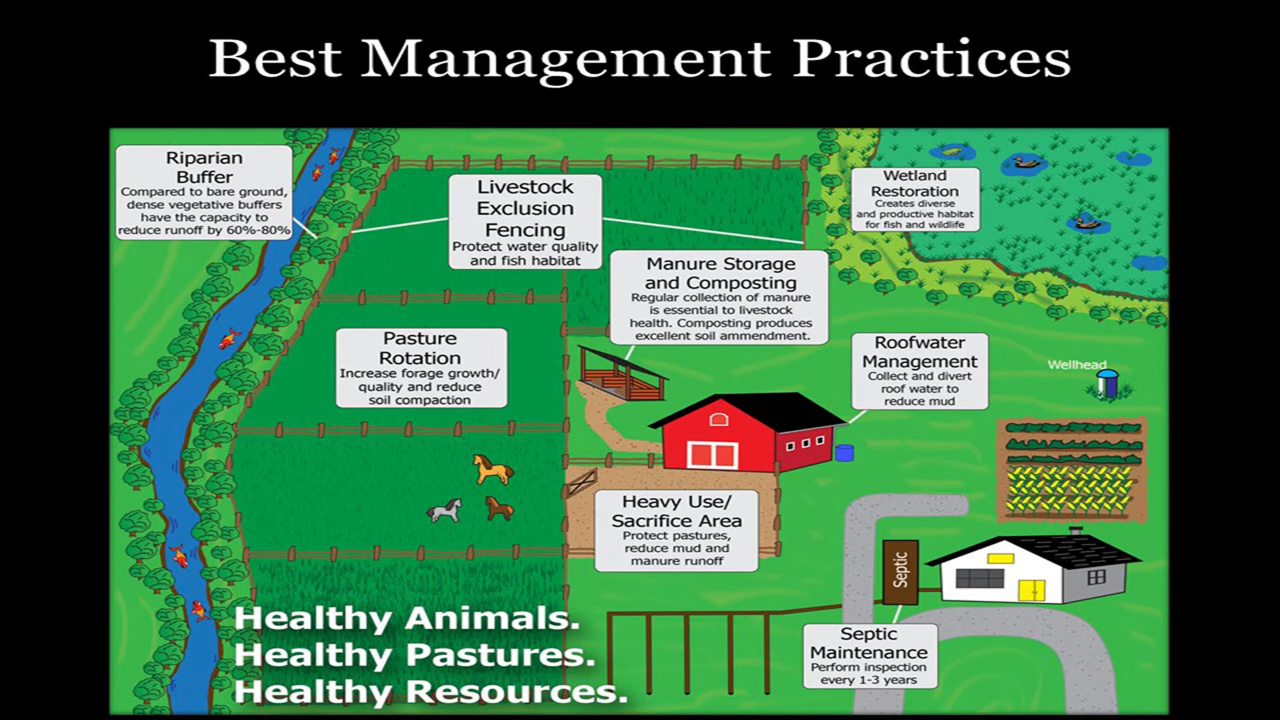 Best Management Practices
Riparian
Buffer
Compared to bare ground,
dense vegetative buffers
have the capacity to
reduce runoff by 60%-80%
Livestock
Exclusion
Fencing
Protect water quality
and fish habitat
Wetland
Restoration
Creates diverse
and productive habitat
for fish and wildlife
Manure Storage
and Composting
Regular collection of manure
is essential to livestock
health. Composting produces
excellent soil ammendment.
Pasture
Rotation
Increase forage growth/
quality and reduce
soil compaction
Roofwater
Management
Collect and divert
roof water to
reduce mud
Wellhead
Heavy Use/
Sacrifice Area
Protect pastures,
reduce mud and
manure runoff
Septic
Septic
Maintenance
Perform inspection
every 1-3 years
Healthy Animals.
Healthy Pastures.
Healthy Resources.